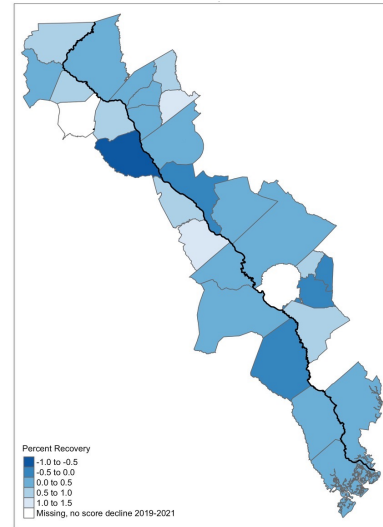 Percent Recovery
-1.0 to -0.5
-0.5 to 0.0
0.0 to 0.5
0.5 to 1.0
1.0 to 1.5
Missing, no score decline 2019-2021